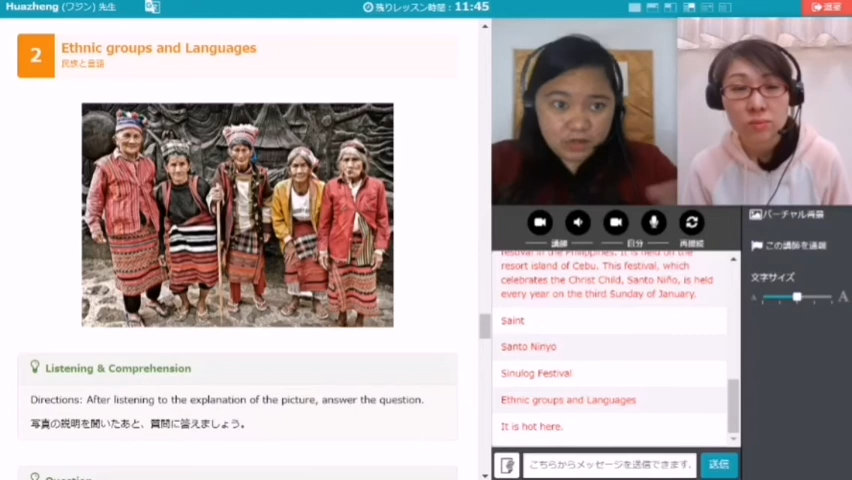 Huazheng (ワジン) 先生
残りレッスン時間：11:45
退室
2
Ethnic groups and Languages
民族と言語
Listening & Comprehension
Directions: After listening to the explanation of the picture, answer the question.
写真の説明を聞いたあと、質問に答えましょう。
Question
講師
自分
再接続
festival in the Philippines. It is held on the
resort island of Cebu. This festival, which
celebrates the Christ Child, Santo Niño, is held
every year on the third Sunday of January.
Saint
Santo Ninyo
Sinulog Festival
Ethnic groups and Languages
It is hot here.
こちらからメッセージを送信できます。
送信
バーチャル背景
この講師を通報
文字サイズ
A
A